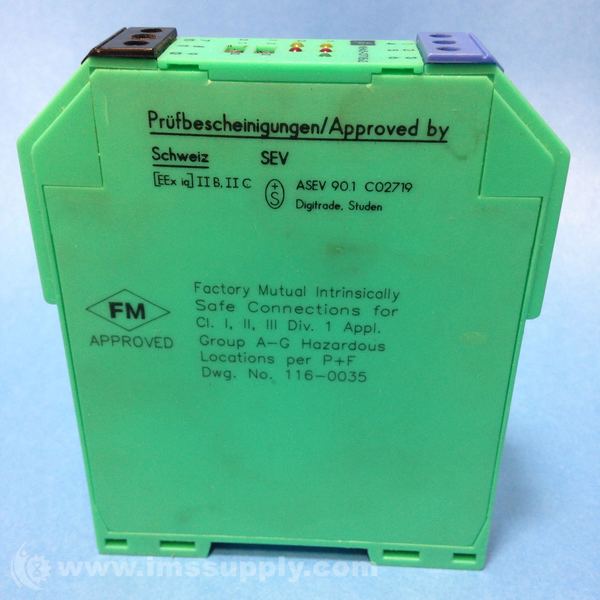 Prüfbescheinigungen/Approved by
Schweiz SEV
[EEx ia] II B, II C
S
ASEV 90.1 C02719
Digitrade, Studen
FM
APPROVED
Factory Mutual Intrinsically
Safe Connections for
Cl. I, II, III Div. 1 Appl.
Group A-G Hazardous
Locations per P+F
Dwg. No. 116-0035
www.imssupply.com